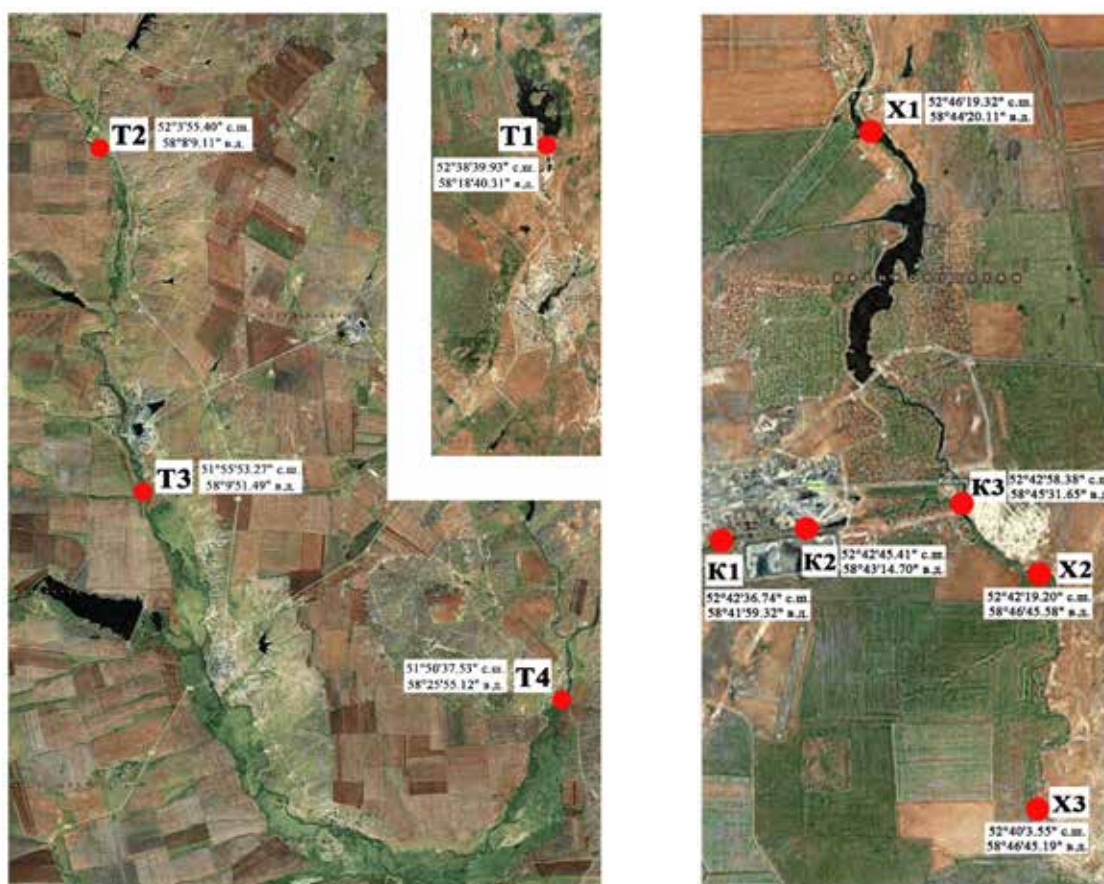 T2
52°3'55.40" с.ш.
58°8'9.11" в.д.
T3
51°55'53.27" с.ш.
58°9'51.49" в.д.
51°50'37.53" с.ш.
58°25'55.12" в.д.
T4
T1
52°38'39.93" с.ш.
58°18'40.31" в.д.
X1
52°46'19.32" с.ш.
58°44'20.11" в.д.
К3
52°42'58.38" с.ш.
58°45'31.65" в.д.
К1
52°42'36.74" с.ш.
58°41'59.32" в.д.
К2
52°42'45.41" с.ш.
58°43'14.70" в.д.
X2
52°42'19.20" с.ш.
58°46'45.58" в.д.
X3
52°40'3.55" с.ш.
58°46'45.19" в.д.